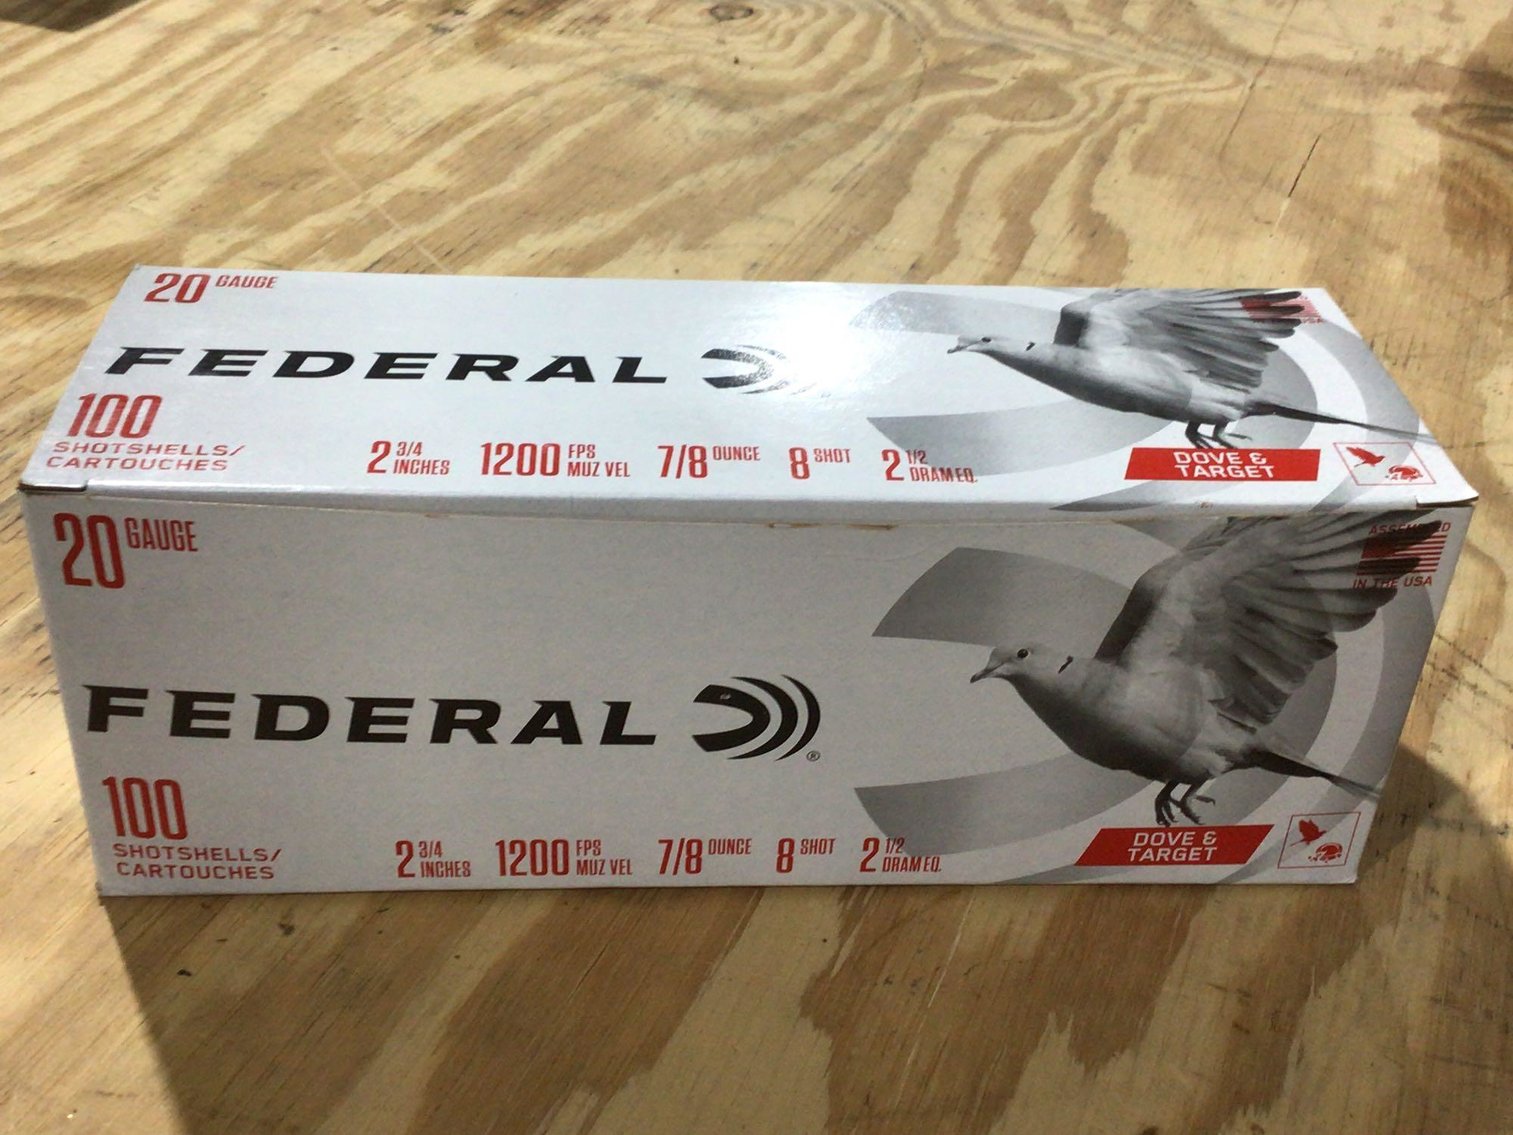 20 GAUGE
FEDERAL
100
SHOTSHELLS/
CARTOUCHES
2 3/4 INCHES 1200 FPS MUZ VEL 7/8 OUNCE 8 SHOT 2 1/2 DRAM EQ.
DOVE &
TARGET
20 GAUGE
ASSEMBLED
IN THE USA
FEDERAL ®
100
SHOTSHELLS/
CARTOUCHES
2 3/4 INCHES 1200 FPS MUZ VEL 7/8 OUNCE 8 SHOT 2 1/2 DRAM EQ.
DOVE &
TARGET